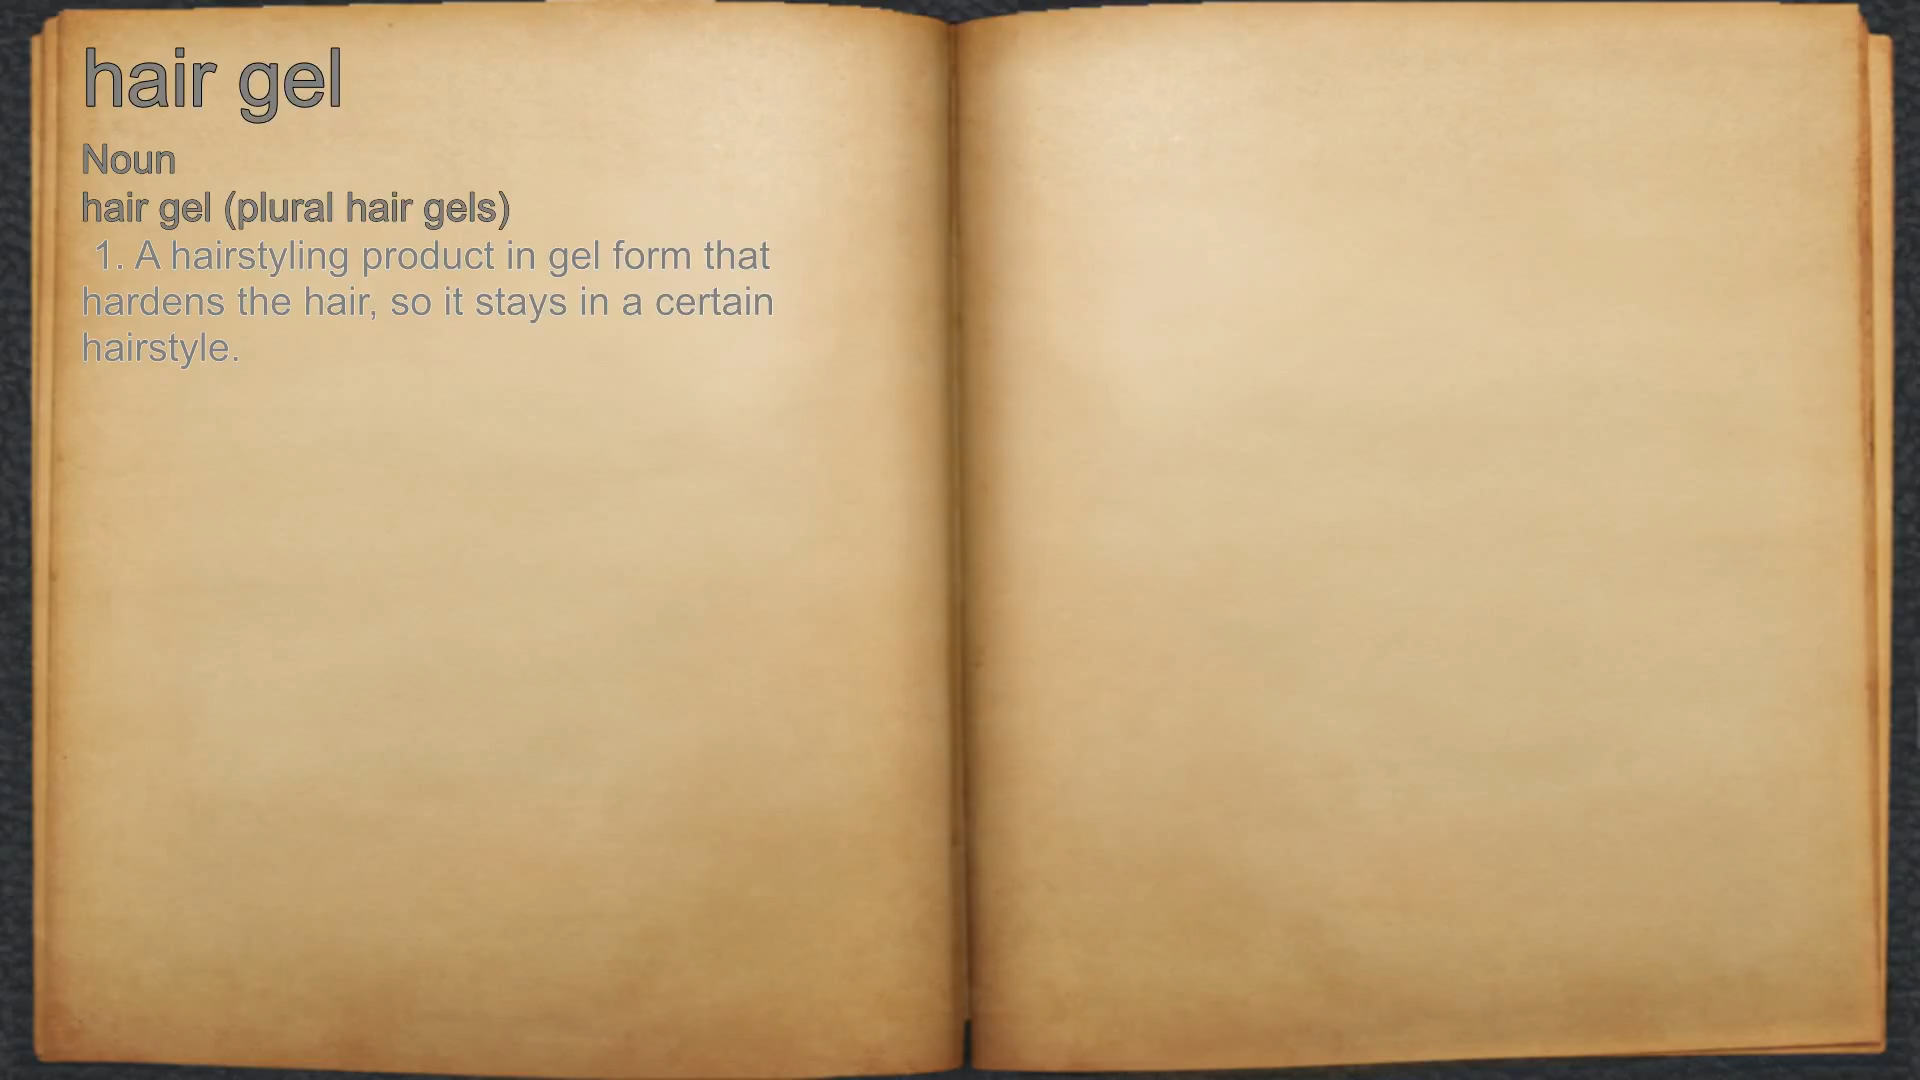 hair gel
Noun
hair gel (plural hair gels)
1. A hairstyling product in gel form that
hardens the hair, so it stays in a certain
hairstyle.